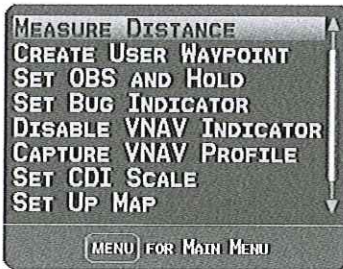 MEASURE DISTANCE
CREATE USER WAYPOINT
SET OBS AND HOLD
SET BUG INDICATOR
DISABLE VNAV INDICATOR
CAPTURE VNAV PROFILE
SET CDI SCALE
SET UP MAP
MENU FOR MAIN MENU